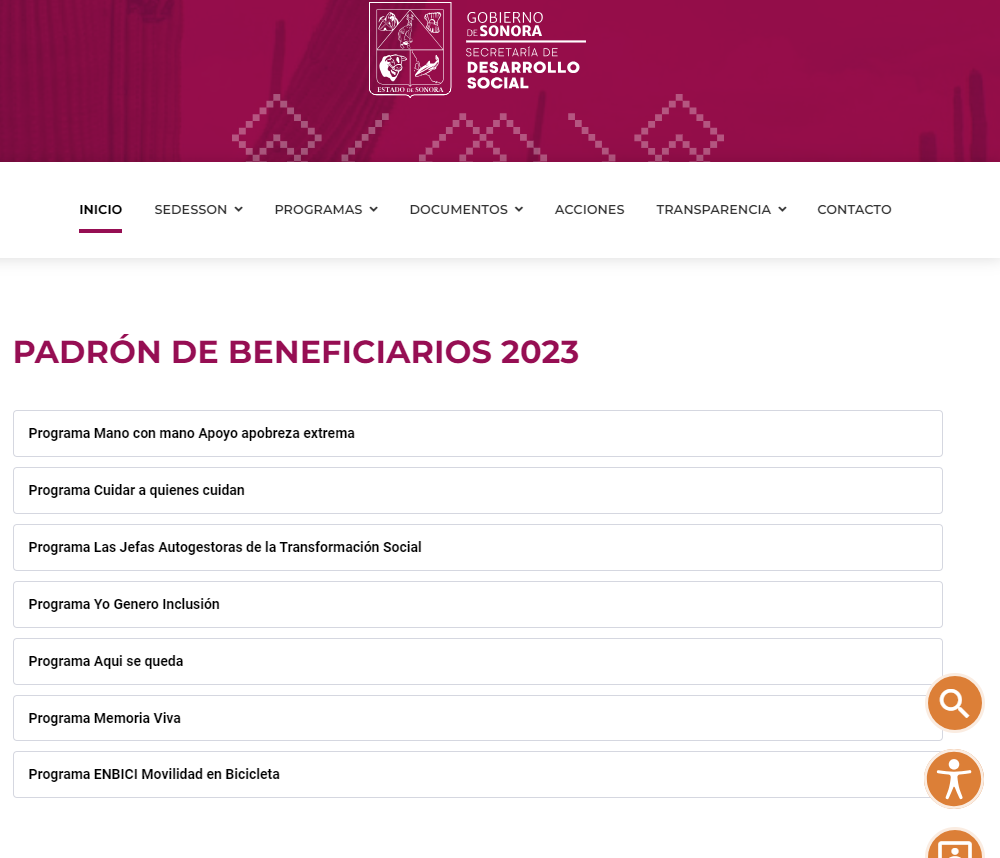 GOBIERNO
DE SONORA
SECRETARÍA DE
DESARROLLO
SOCIAL
ESTADO DE SONORA
INICIO SEDESSON PROGRAMAS DOCUMENTOS ACCIONES TRANSPARENCIA CONTACTO
PADRÓN DE BENEFICIARIOS 2023
Programa Mano con mano Apoyo apobreza extrema
Programa Cuidar a quienes cuidan
Programa Las Jefas Autogestoras de la Transformación Social
Programa Yo Genero Inclusión
Programa Aqui se queda
Programa Memoria Viva
Programa ENBICI Movilidad en Bicicleta